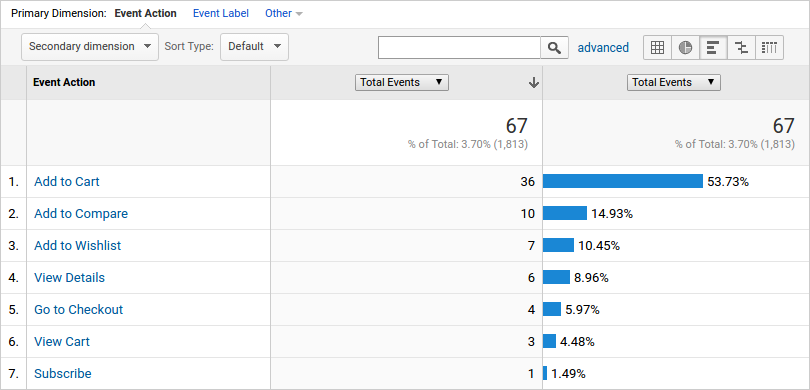 Primary Dimension: Event Action Event Label Other
Secondary dimension Sort Type: Default advanced
Event Action Total Events Total Events
67 67
% of Total: 3.70% (1,813) % of Total: 3.70% (1,813)
1. Add to Cart 36 53.73%
2. Add to Compare 10 14.93%
3. Add to Wishlist 7 10.45%
4. View Details 6 8.96%
5. Go to Checkout 4 5.97%
6. View Cart 3 4.48%
7. Subscribe 1 1.49%